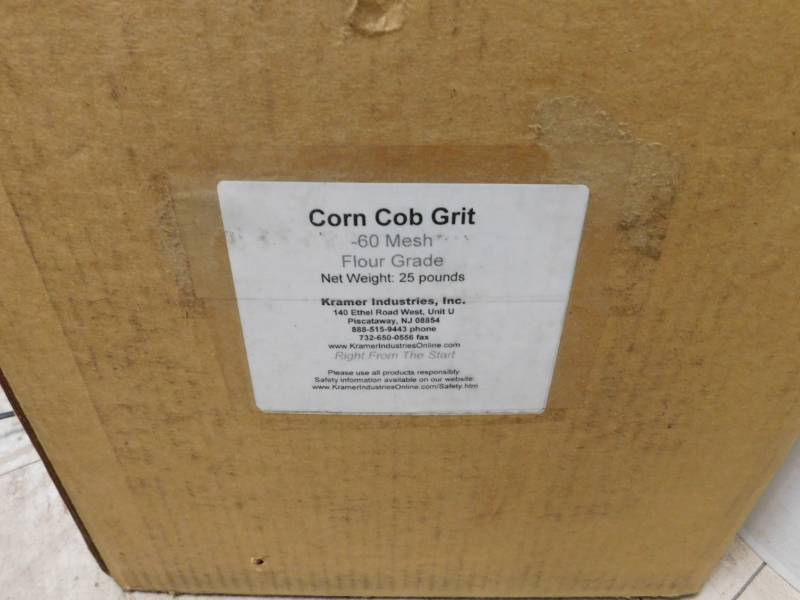 Corn Cob Grit
-60 Mesh
Flour Grade
Net Weight: 25 pounds
Kramer Industries, Inc.
140 Ethel Road West, Unit U
Piscataway, NJ 08854
888-515-9443 phone
732-650-0556 fax
www.KramerIndustriesOnline.com
Right From The Start
Please use all products responsibly
Safety information available on our website:
www.KramerIndustriesOnline.com/Safety.htm